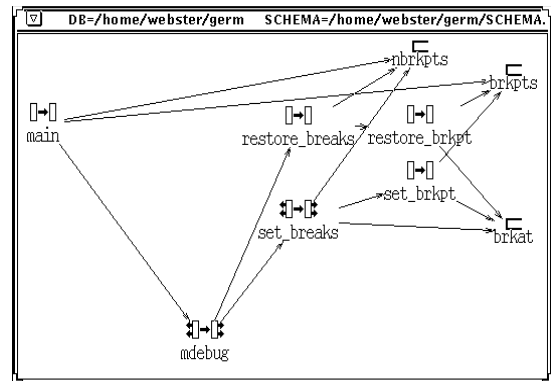 DB=/home/webster/germ SCHEMA=/home/webster/germ/SCHEMA.
nbrkpts
brkpts
main
restore_breaks
restore_brkpt
set_brkpt
set_breaks
brkat
mdebug